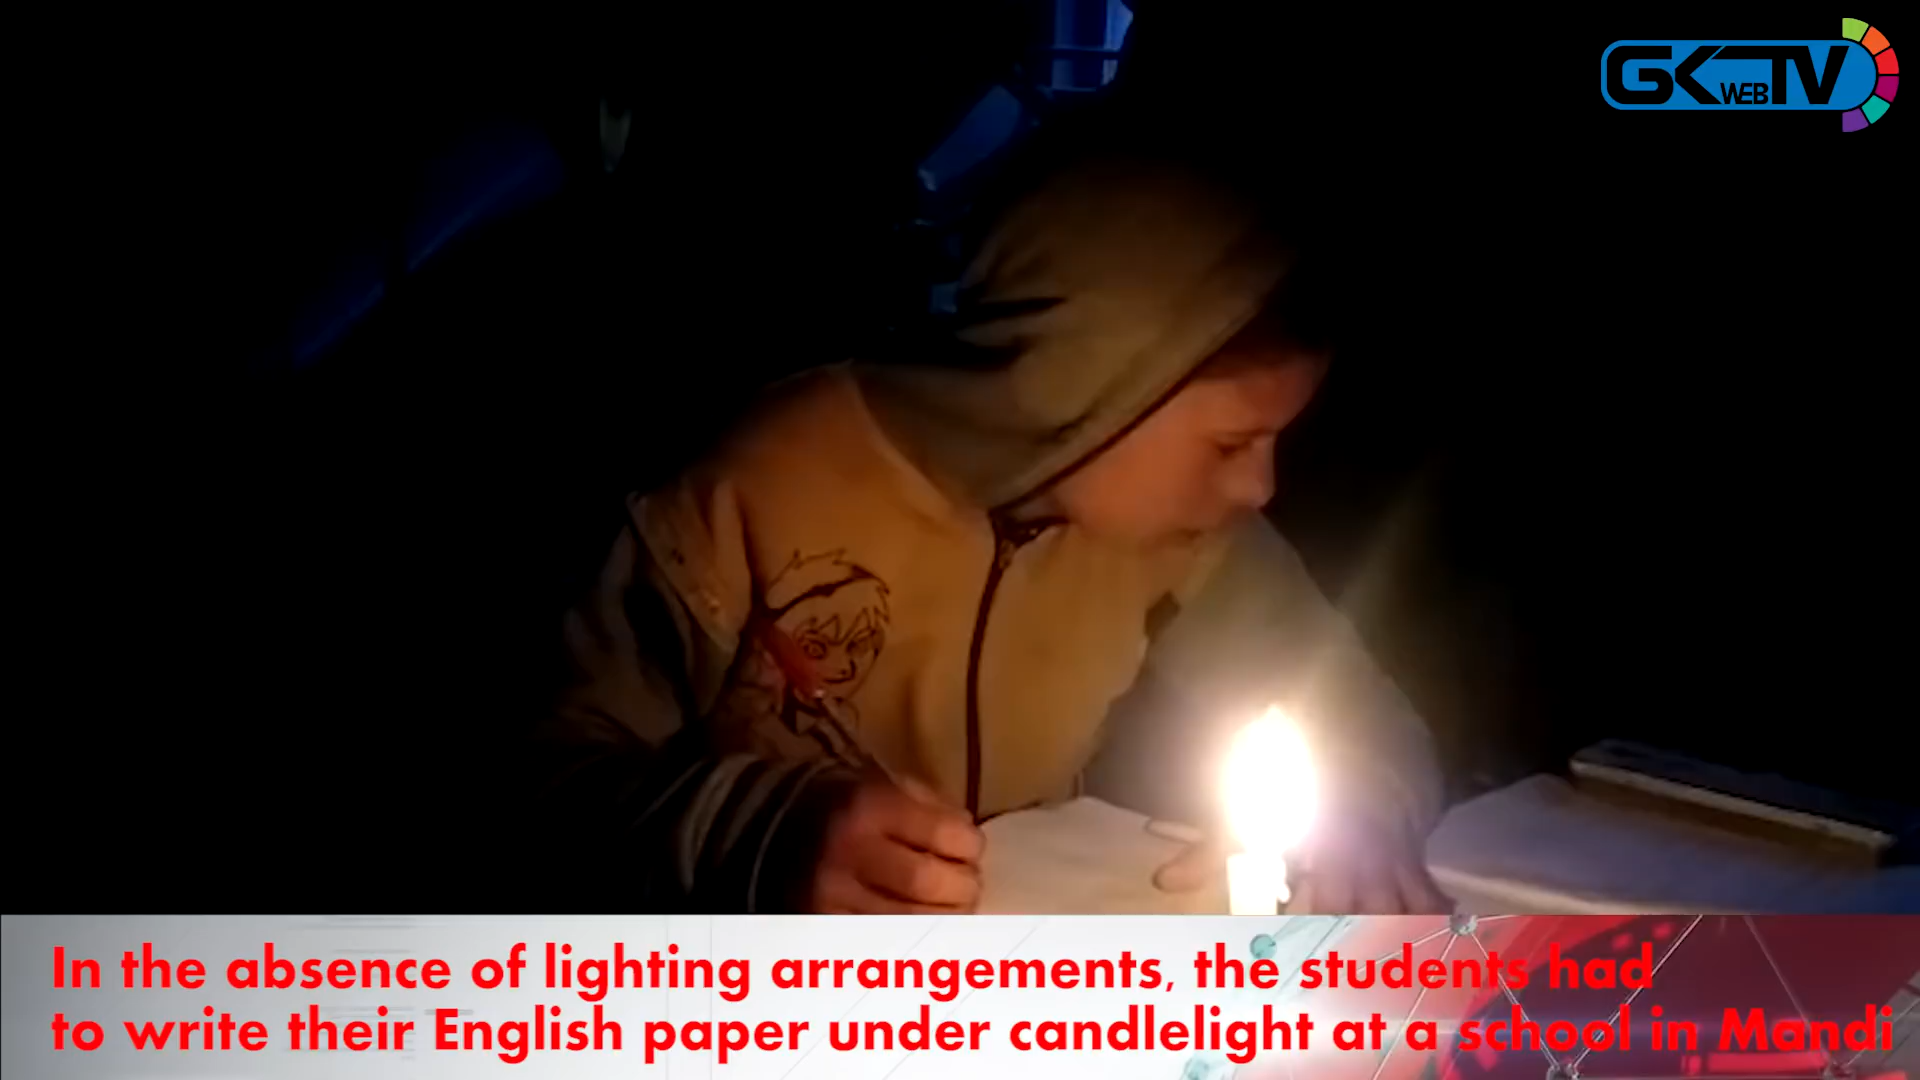 GK WEB TV
In the absence of lighting arrangements, the students had
to write their English paper under candlelight at a school in Mandi